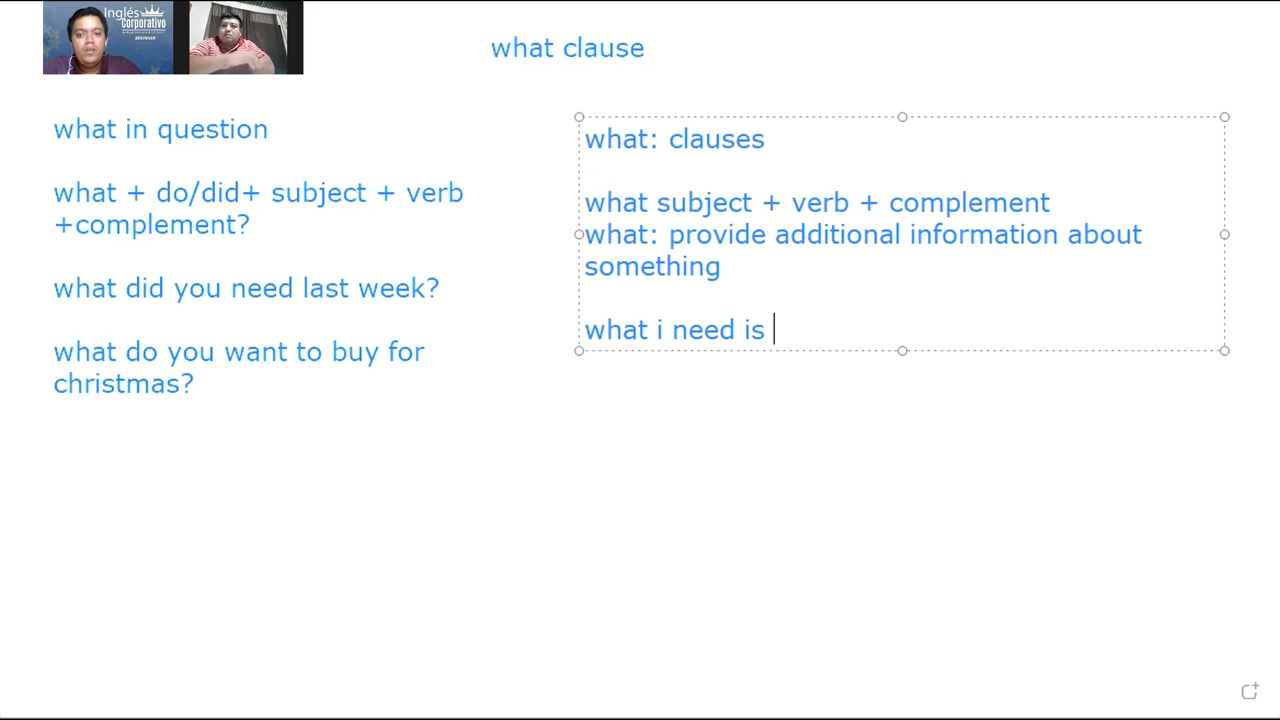 Inglés
Corporativo
BEGINNER
what clause
what in question
what + do/did+ subject + verb
+complement?
what did you need last week?
what do you want to buy for
christmas?
what: clauses
what subject + verb + complement
what: provide additional information about
something
what i need is